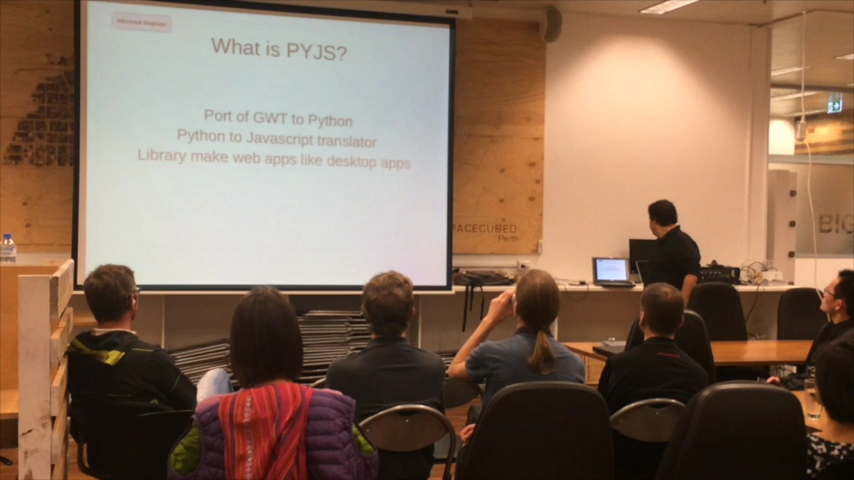 What is PYJS?
Port of GWT to Python
Python to Javascript translator
Library make web apps like desktop apps
PACECUBED
Perth
BIG